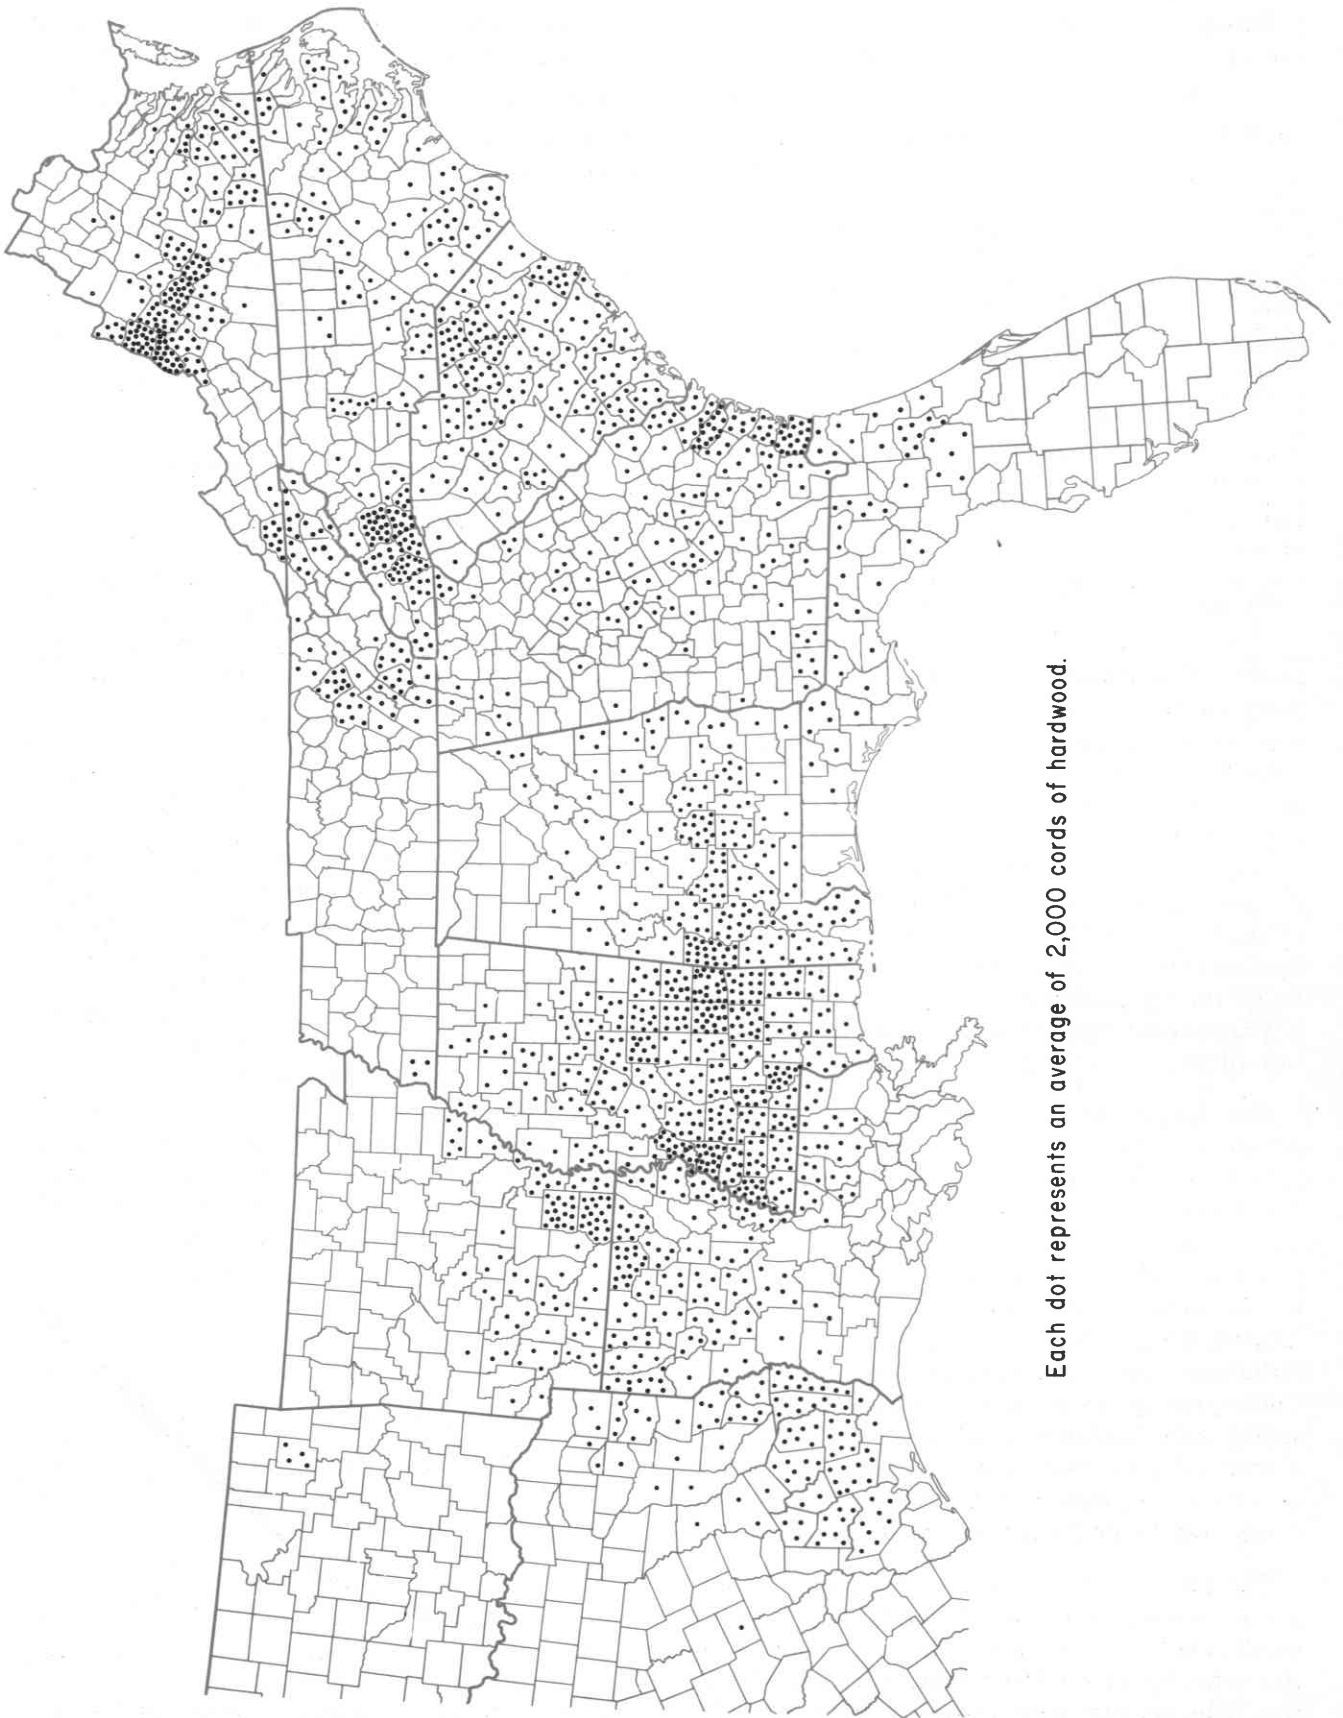 Each dot represents an average of 2,000 cords of hardwood.